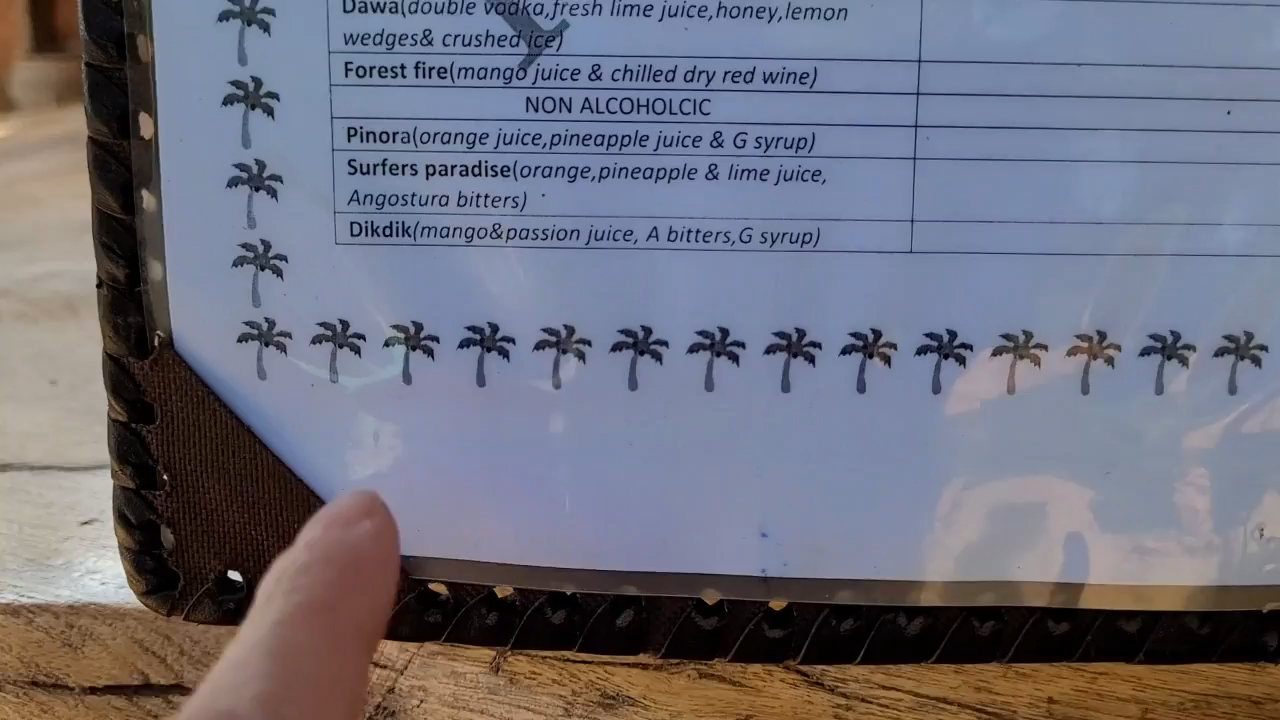 Dawa(double vodka,fresh lime juice,honey,lemon
wedges& crushed ice)
Forest fire(mango juice & chilled dry red wine)
NON ALCOHOLCIC
Pinora(orange juice,pineapple juice & G syrup)
Surfers paradise(orange,pineapple & lime juice,
Angostura bitters)
Dikdik(mango&passion juice, A bitters,G syrup)